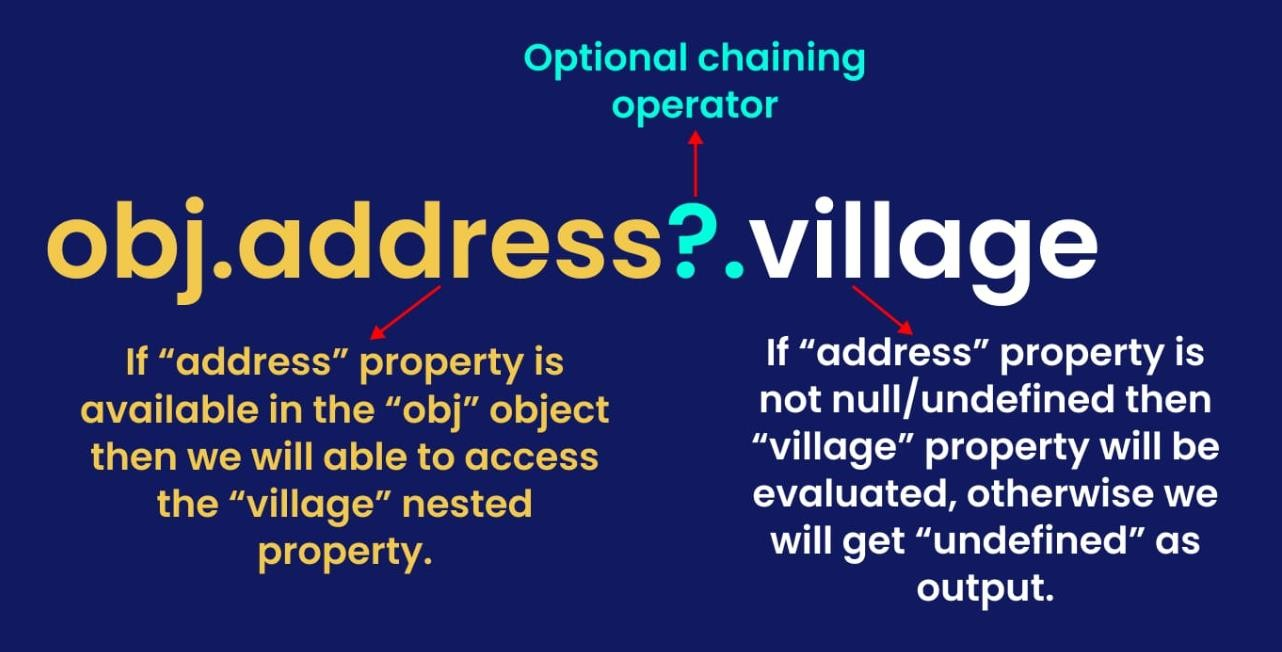 Optional chaining
operator
obj.address?.village
If “address” property is
available in the “obj” object
then we will able to access
the “village” nested
property.
If “address” property is
not null/undefined then
“village” property will be
evaluated, otherwise we
will get “undefined” as
output.